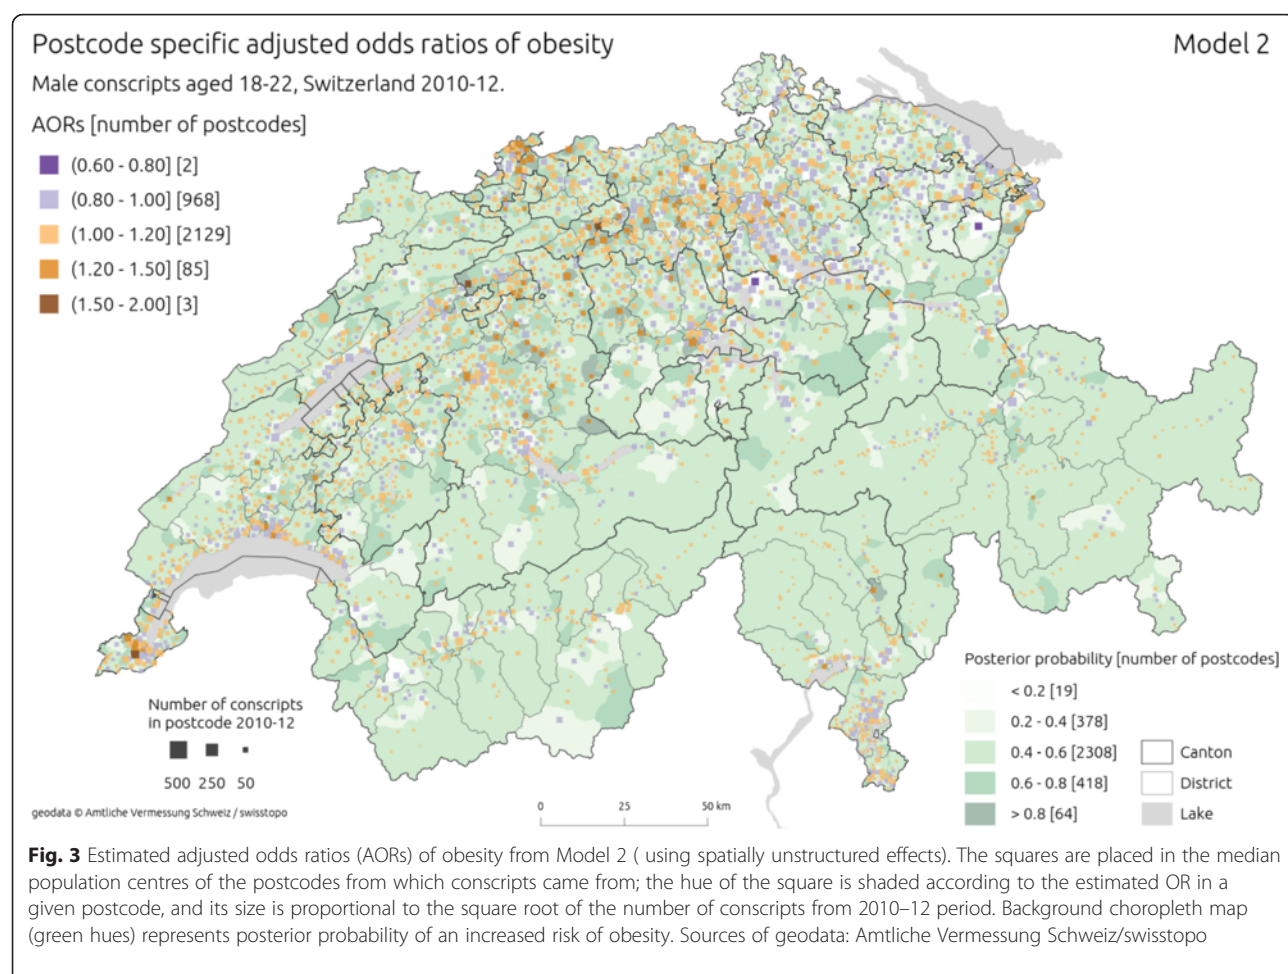 Postcode specific adjusted odds ratios of obesity
Model 2
Male conscripts aged 18-22, Switzerland 2010-12.
AORs [number of postcodes]
(0.60 - 0.80] [2]
(0.80 - 1.00] [968]
(1.00 - 1.20] [2129]
(1.20 - 1.50] [85]
(1.50 - 2.00] [3]
Posterior probability [number of postcodes]
< 0.2 [19]
0.2 - 0.4 [378]
0.4 - 0.6 [2308]
0.6 - 0.8 [418]
> 0.8 [64]
Canton
District
Lake
Number of conscripts
in postcode 2010-12
500 250 50
geodata © Amtliche Vermessung Schweiz / swisstopo
0 25 50 km
Fig. 3 Estimated adjusted odds ratios (AORs) of obesity from Model 2 ( using spatially unstructured effects). The squares are placed in the median
population centres of the postcodes from which conscripts came from; the hue of the square is shaded according to the estimated OR in a
given postcode, and its size is proportional to the square root of the number of conscripts from 2010–12 period. Background choropleth map
(green hues) represents posterior probability of an increased risk of obesity. Sources of geodata: Amtliche Vermessung Schweiz/swisstopo